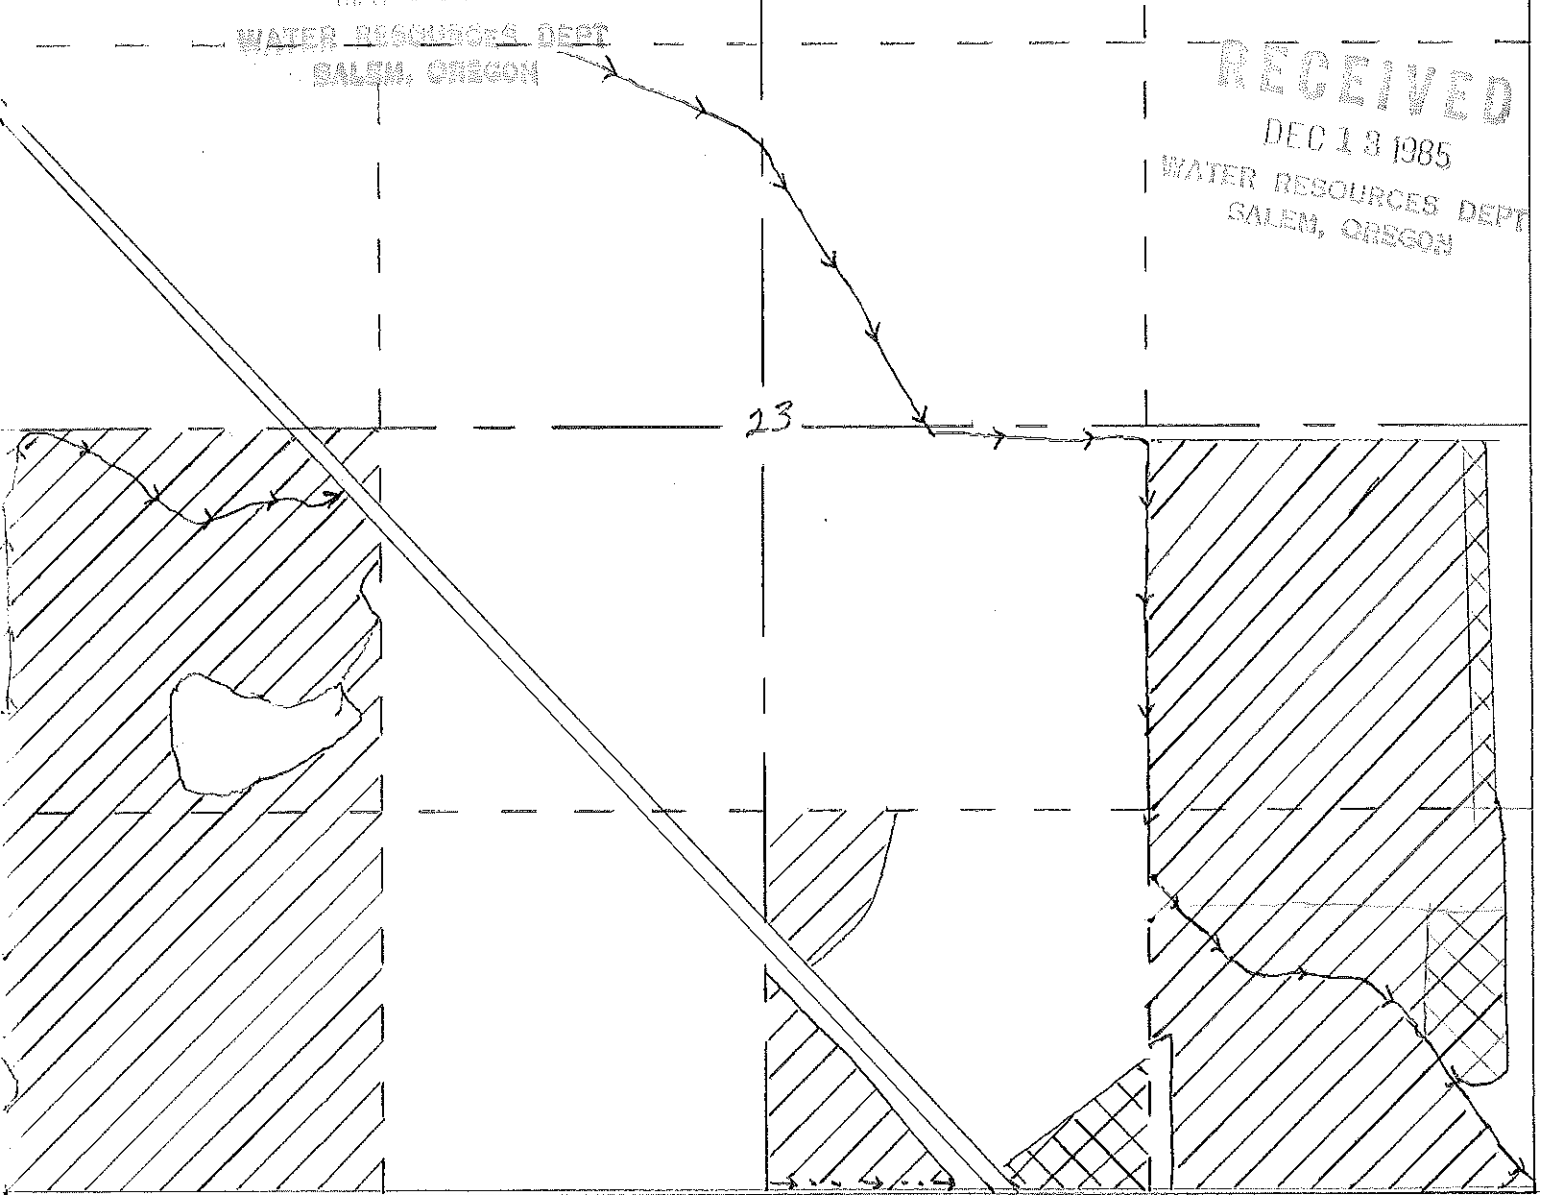 WATER RESOURCES DEPT
SALEM, OREGON
RECEIVED
DEC 13 1985
WATER RESOURCES DEPT
SALEM, OREGON
23